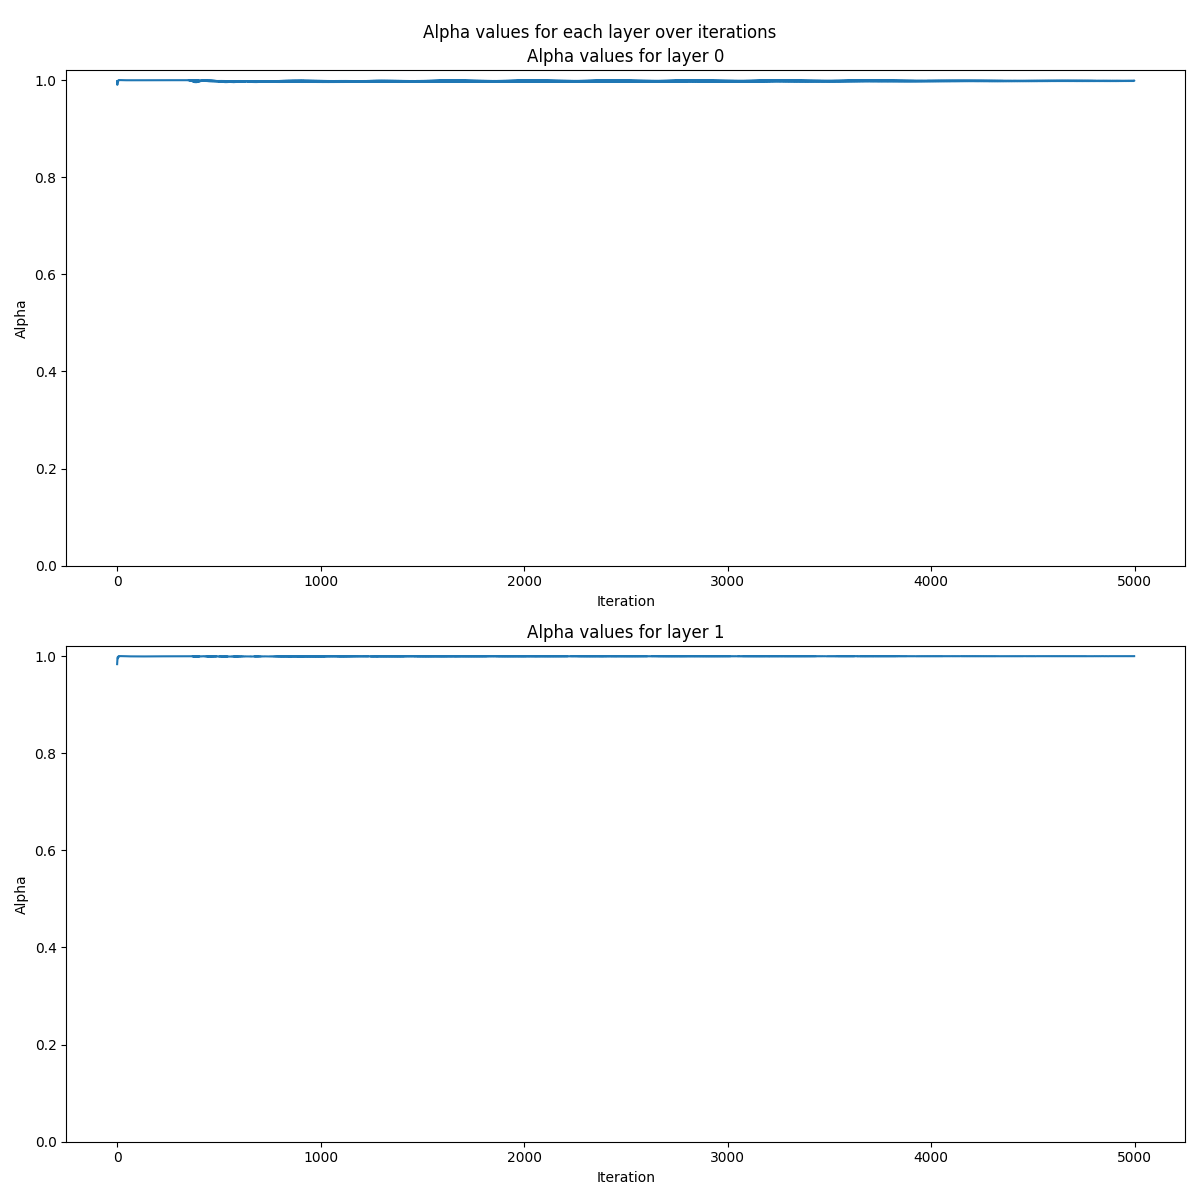 Alpha values for each layer over iterations
Alpha values for layer 0
1.0
0.8
0.6
0.4
0.2
0.0
Alpha
0 1000 2000 3000 4000 5000
Iteration
Alpha values for layer 1
1.0
0.8
0.6
0.4
0.2
0.0
Alpha
0 1000 2000 3000 4000 5000
Iteration